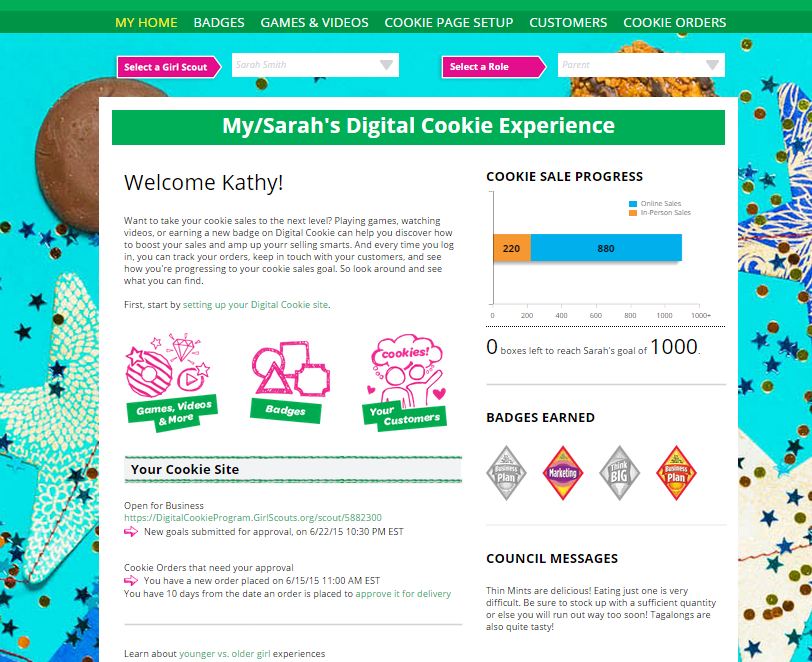 MY HOME BADGES GAMES & VIDEOS COOKIE PAGE SETUP CUSTOMERS COOKIE ORDERS
Select a Girl Scout Sarah Smith Select a Role Parent
My/Sarah's Digital Cookie Experience
Welcome Kathy!
Want to take your cookie sales to the next level? Playing games, watching
videos, or earning a new badge on Digital Cookie can help you discover how
to boost your sales and amp up yourr selling smarts. And every time you log
in, you can track your orders, keep in touch with your customers, and see
how you're progressing to your cookie sales goal. So look around and see
what you can find.
First, start by setting up your Digital Cookie site.
Games, Videos
& More
Badges
cookies!
Your
Customers
Your Cookie Site
Open for Business
https://DigitalCookieProgram.GirlScouts.org/scout/5882300
New goals submitted for approval, on 6/22/15 10:30 PM EST
Cookie Orders that need your approval
You have a new order placed on 6/15/15 11:00 AM EST
You have 10 days from the date an order is placed to approve it for delivery
Learn about younger vs. older girl experiences
COOKIE SALE PROGRESS
Online Sales
In-Person Sales
220 880
0 200 400 600 800 1000 1000+
0 boxes left to reach Sarah's goal of 1000.
BADGES EARNED
Business
Plan
Marketing
Think
BIG
Business
Plan
COUNCIL MESSAGES
Thin Mints are delicious! Eating just one is very
difficult. Be sure to stock up with a sufficient quantity
or else you will run out way too soon! Tagalongs are
also quite tasty!